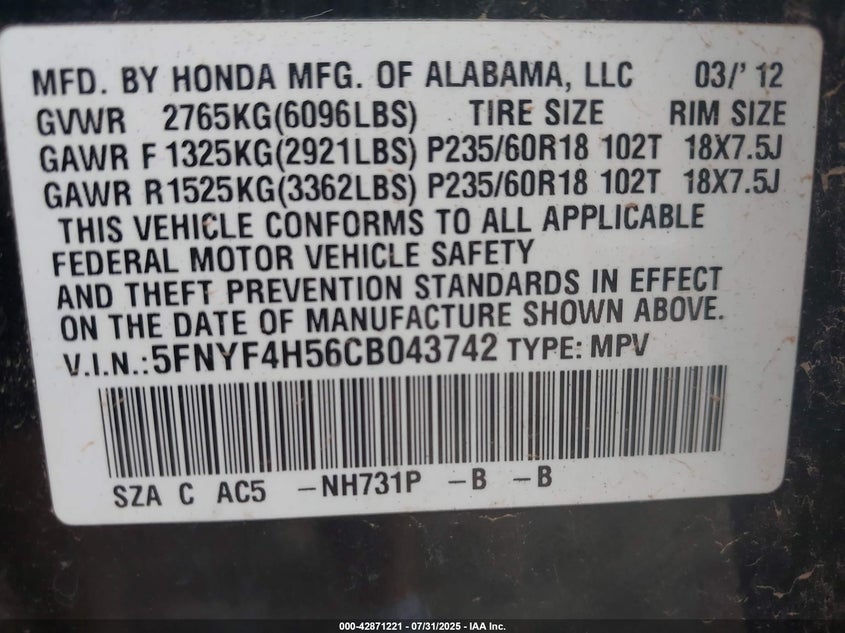 MFD. BY HONDA MFG. OF ALABAMA, LLC 03/' 12
GVWR 2765KG(6096LBS) TIRE SIZE RIM SIZE
GAWR F 1325KG(2921LBS) P235/60R18 102T 18X7.5J
GAWR R1525KG(3362LBS) P235/60R18 102T 18X7.5J
THIS VEHICLE CONFORMS TO ALL APPLICABLE
FEDERAL MOTOR VEHICLE SAFETY
AND THEFT PREVENTION STANDARDS IN EFFECT
ON THE DATE OF MANUFACTURE SHOWN ABOVE.
V.I.N.:5FNYF4H56CB043742 TYPE: MPV
SZA C AC5 -NH731P -B -B
000-42871221 - 07/31/2025 - IAA Inc.